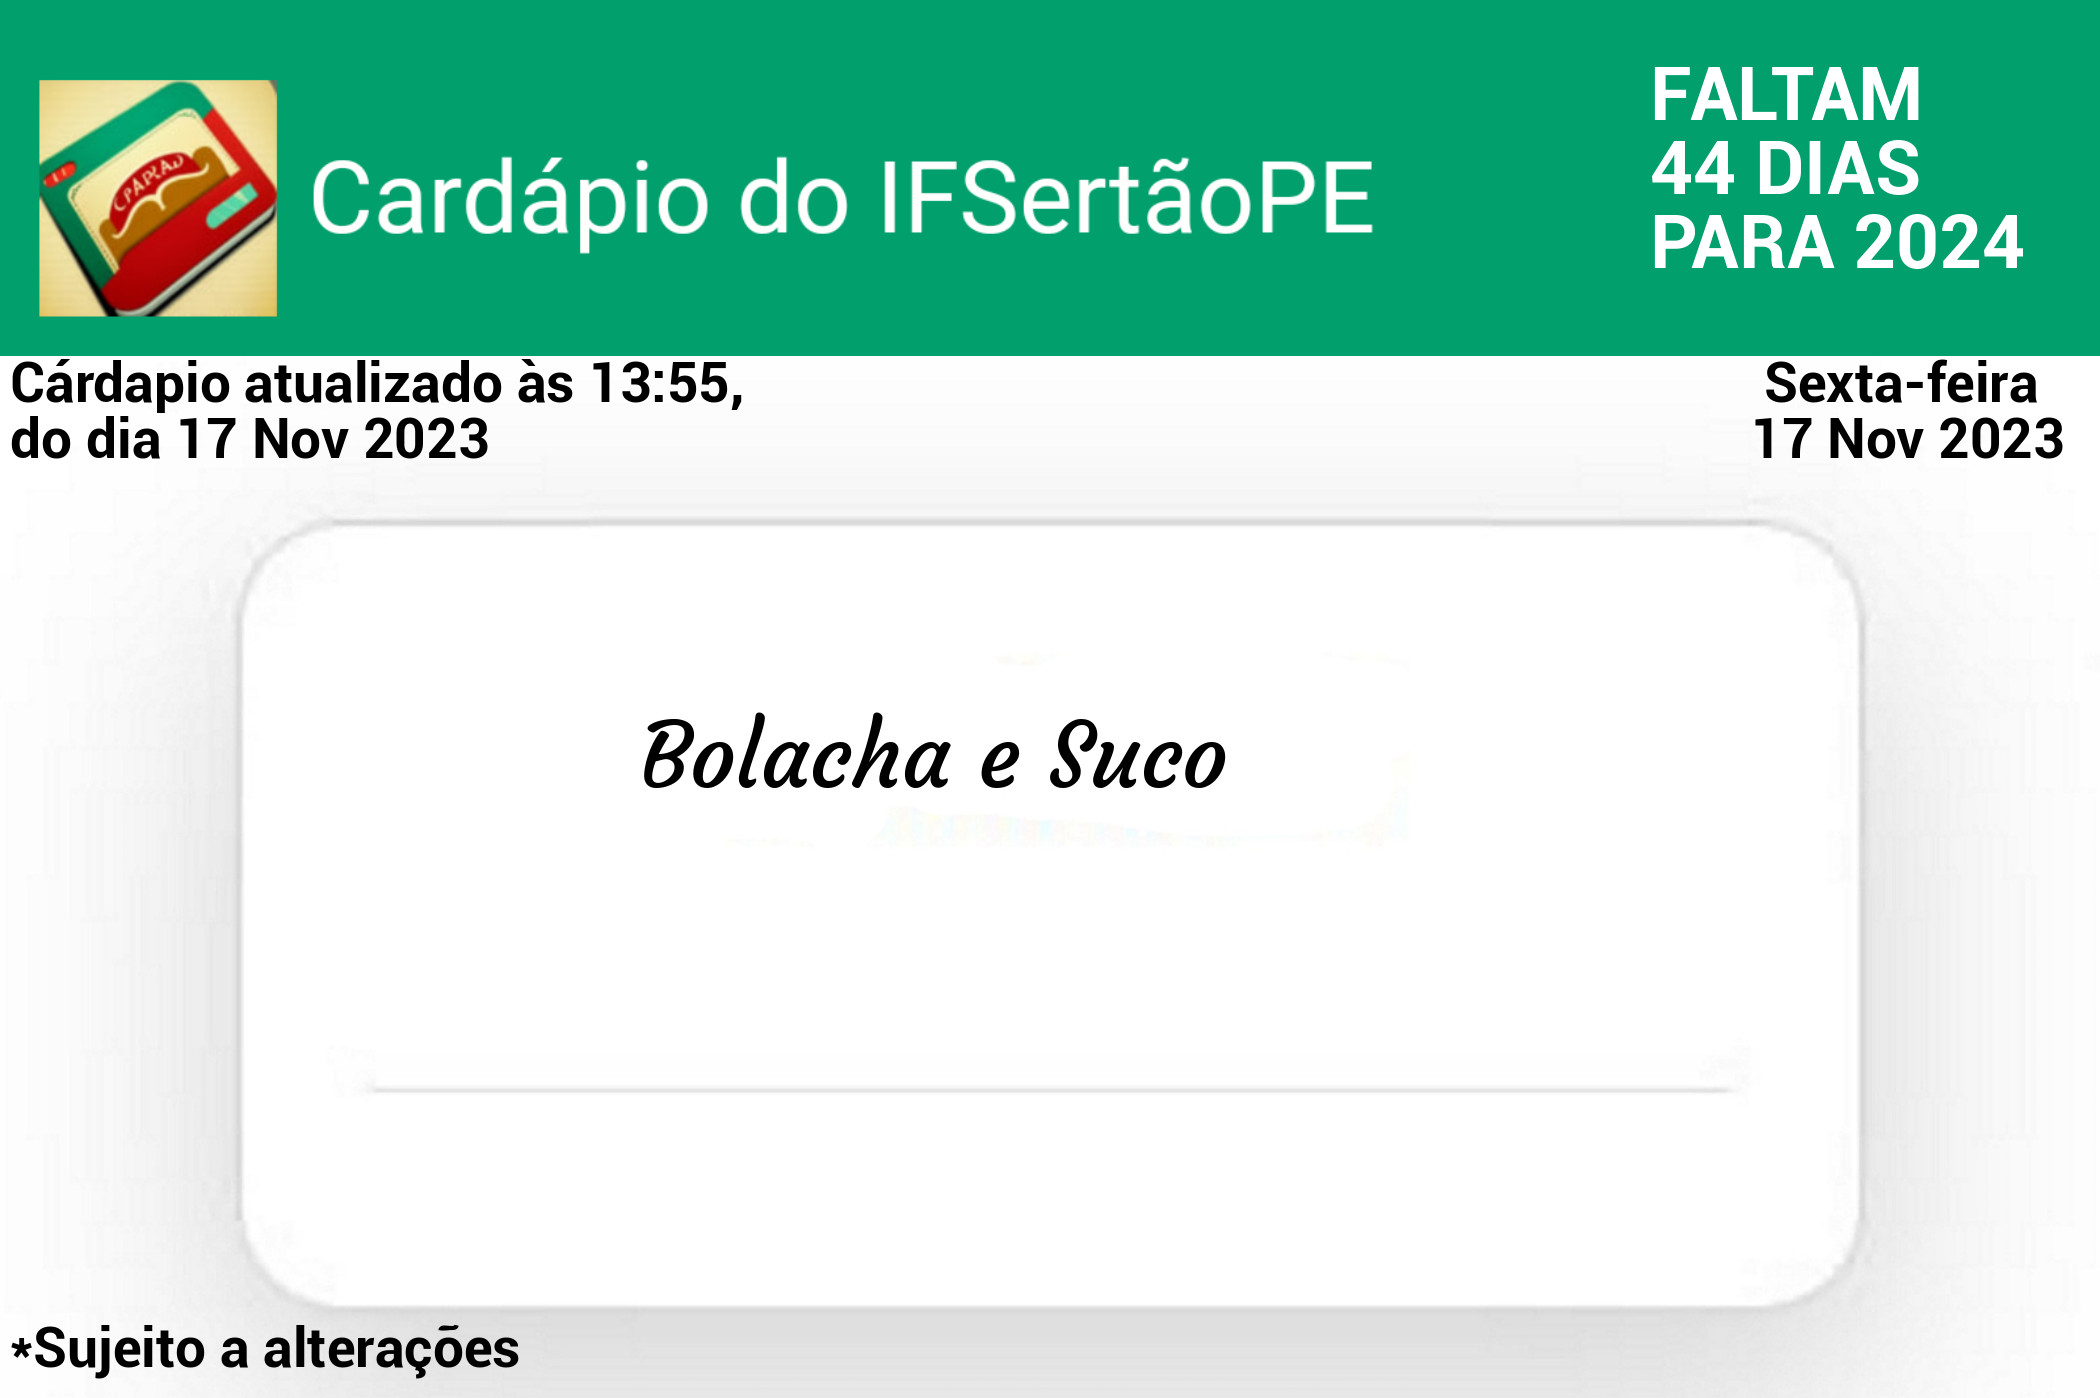 Cardápio do IFSertãoPE
FALTAM
44 DIAS
PARA 2024
Cárdapio atualizado às 13:55,
do dia 17 Nov 2023
Sexta-feira
17 Nov 2023
Bolacha e Suco
*Sujeito a alterações